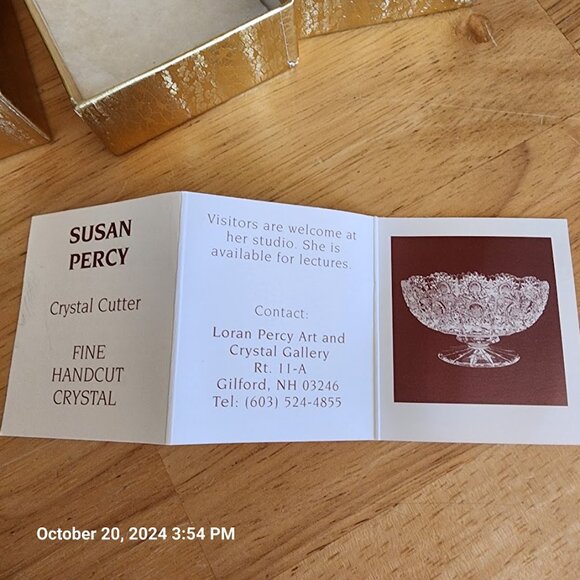 SUSAN
PERCY
Crystal Cutter
FINE
HANDCUT
CRYSTAL
Visitors are welcome at
her studio. She is
available for lectures.
Contact:
Loran Percy Art and
Crystal Gallery
Rt. 11-A
Gilford, NH 03246
Tel: (603) 524-4855
October 20, 2024 3:54 PM